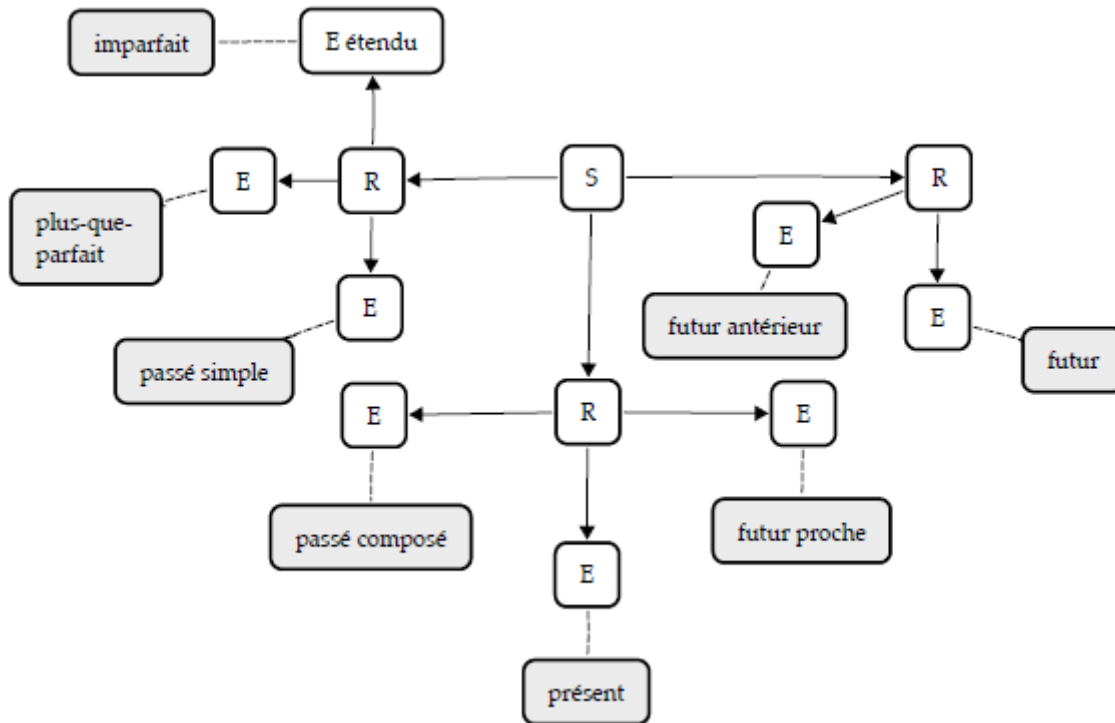 imparfait
E étendu
E
R
S
R
plus-que-
parfait
E
E
E
passé simple
futur antérieur
futur
E
R
E
passé composé
futur proche
E
présent